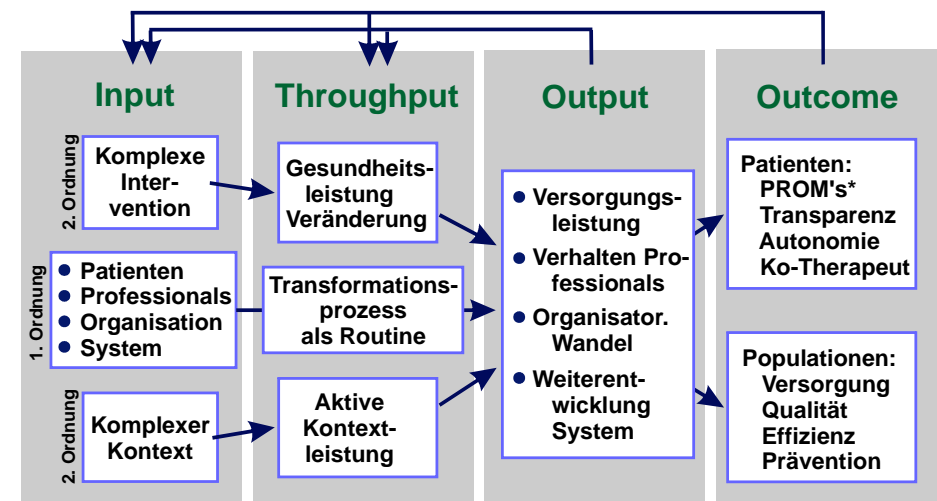 Input
2. Ordnung
Komplexe
Inter-
vention
1. Ordnung
Patienten
Professionals
Organisation
System
2. Ordnung
Komplexer
Kontext
Throughput
Gesundheits-
leistung
Veränderung
Transformations-
prozess
als Routine
Aktive
Kontext-
leistung
Output
Versorgungs-
leistung
Verhalten Pro-
fessionals
Organisator.
Wandel
Weiterent-
wicklung
System
Outcome
Patienten:
PROM's*
Transparenz
Autonomie
Ko-Therapeut
Populationen:
Versorgung
Qualität
Effizienz
Prävention